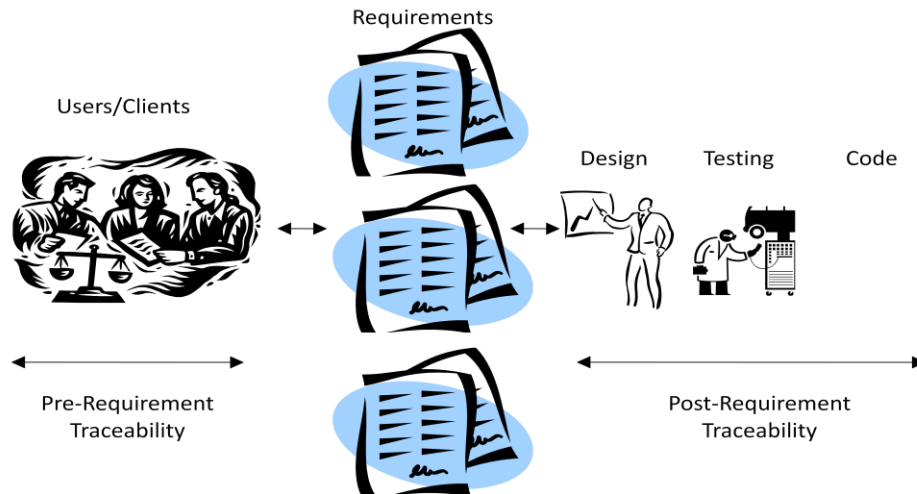 Requirements
Users/Clients
Design
Testing
Code
Pre-Requirement
Traceability
Post-Requirement
Traceability